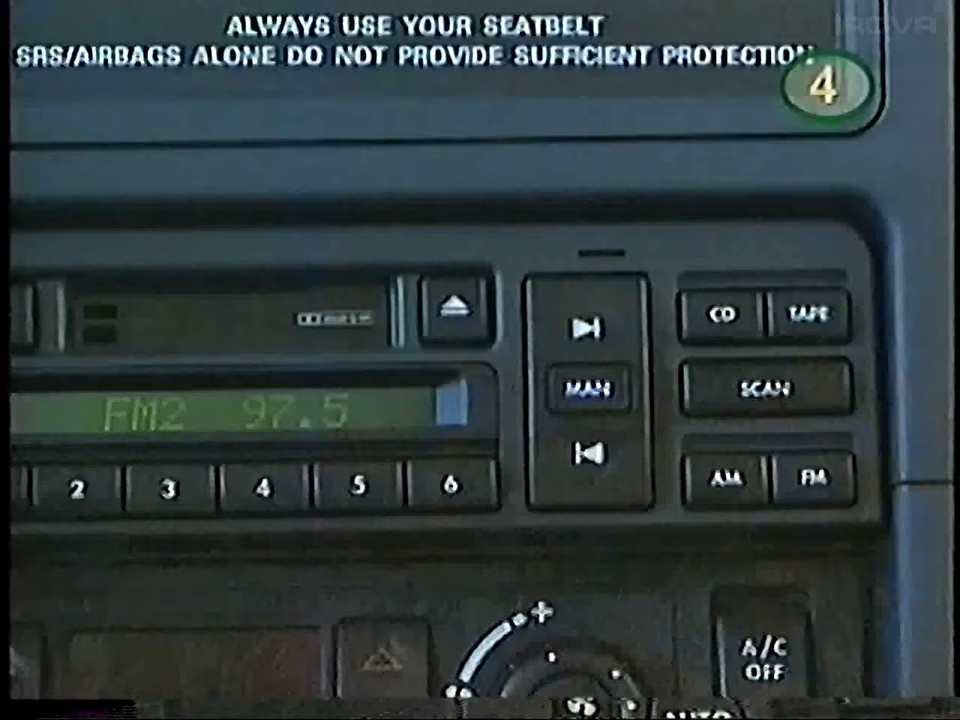 ALWAYS USE YOUR SEATBELT
SRS/AIRBAGS ALONE DO NOT PROVIDE SUFFICIENT PROTECTION
4
CD TAPE
MAN
SCAN
FM2 97.5
2 3 4 5 6
AM FM
A/C
OFF
AUTO